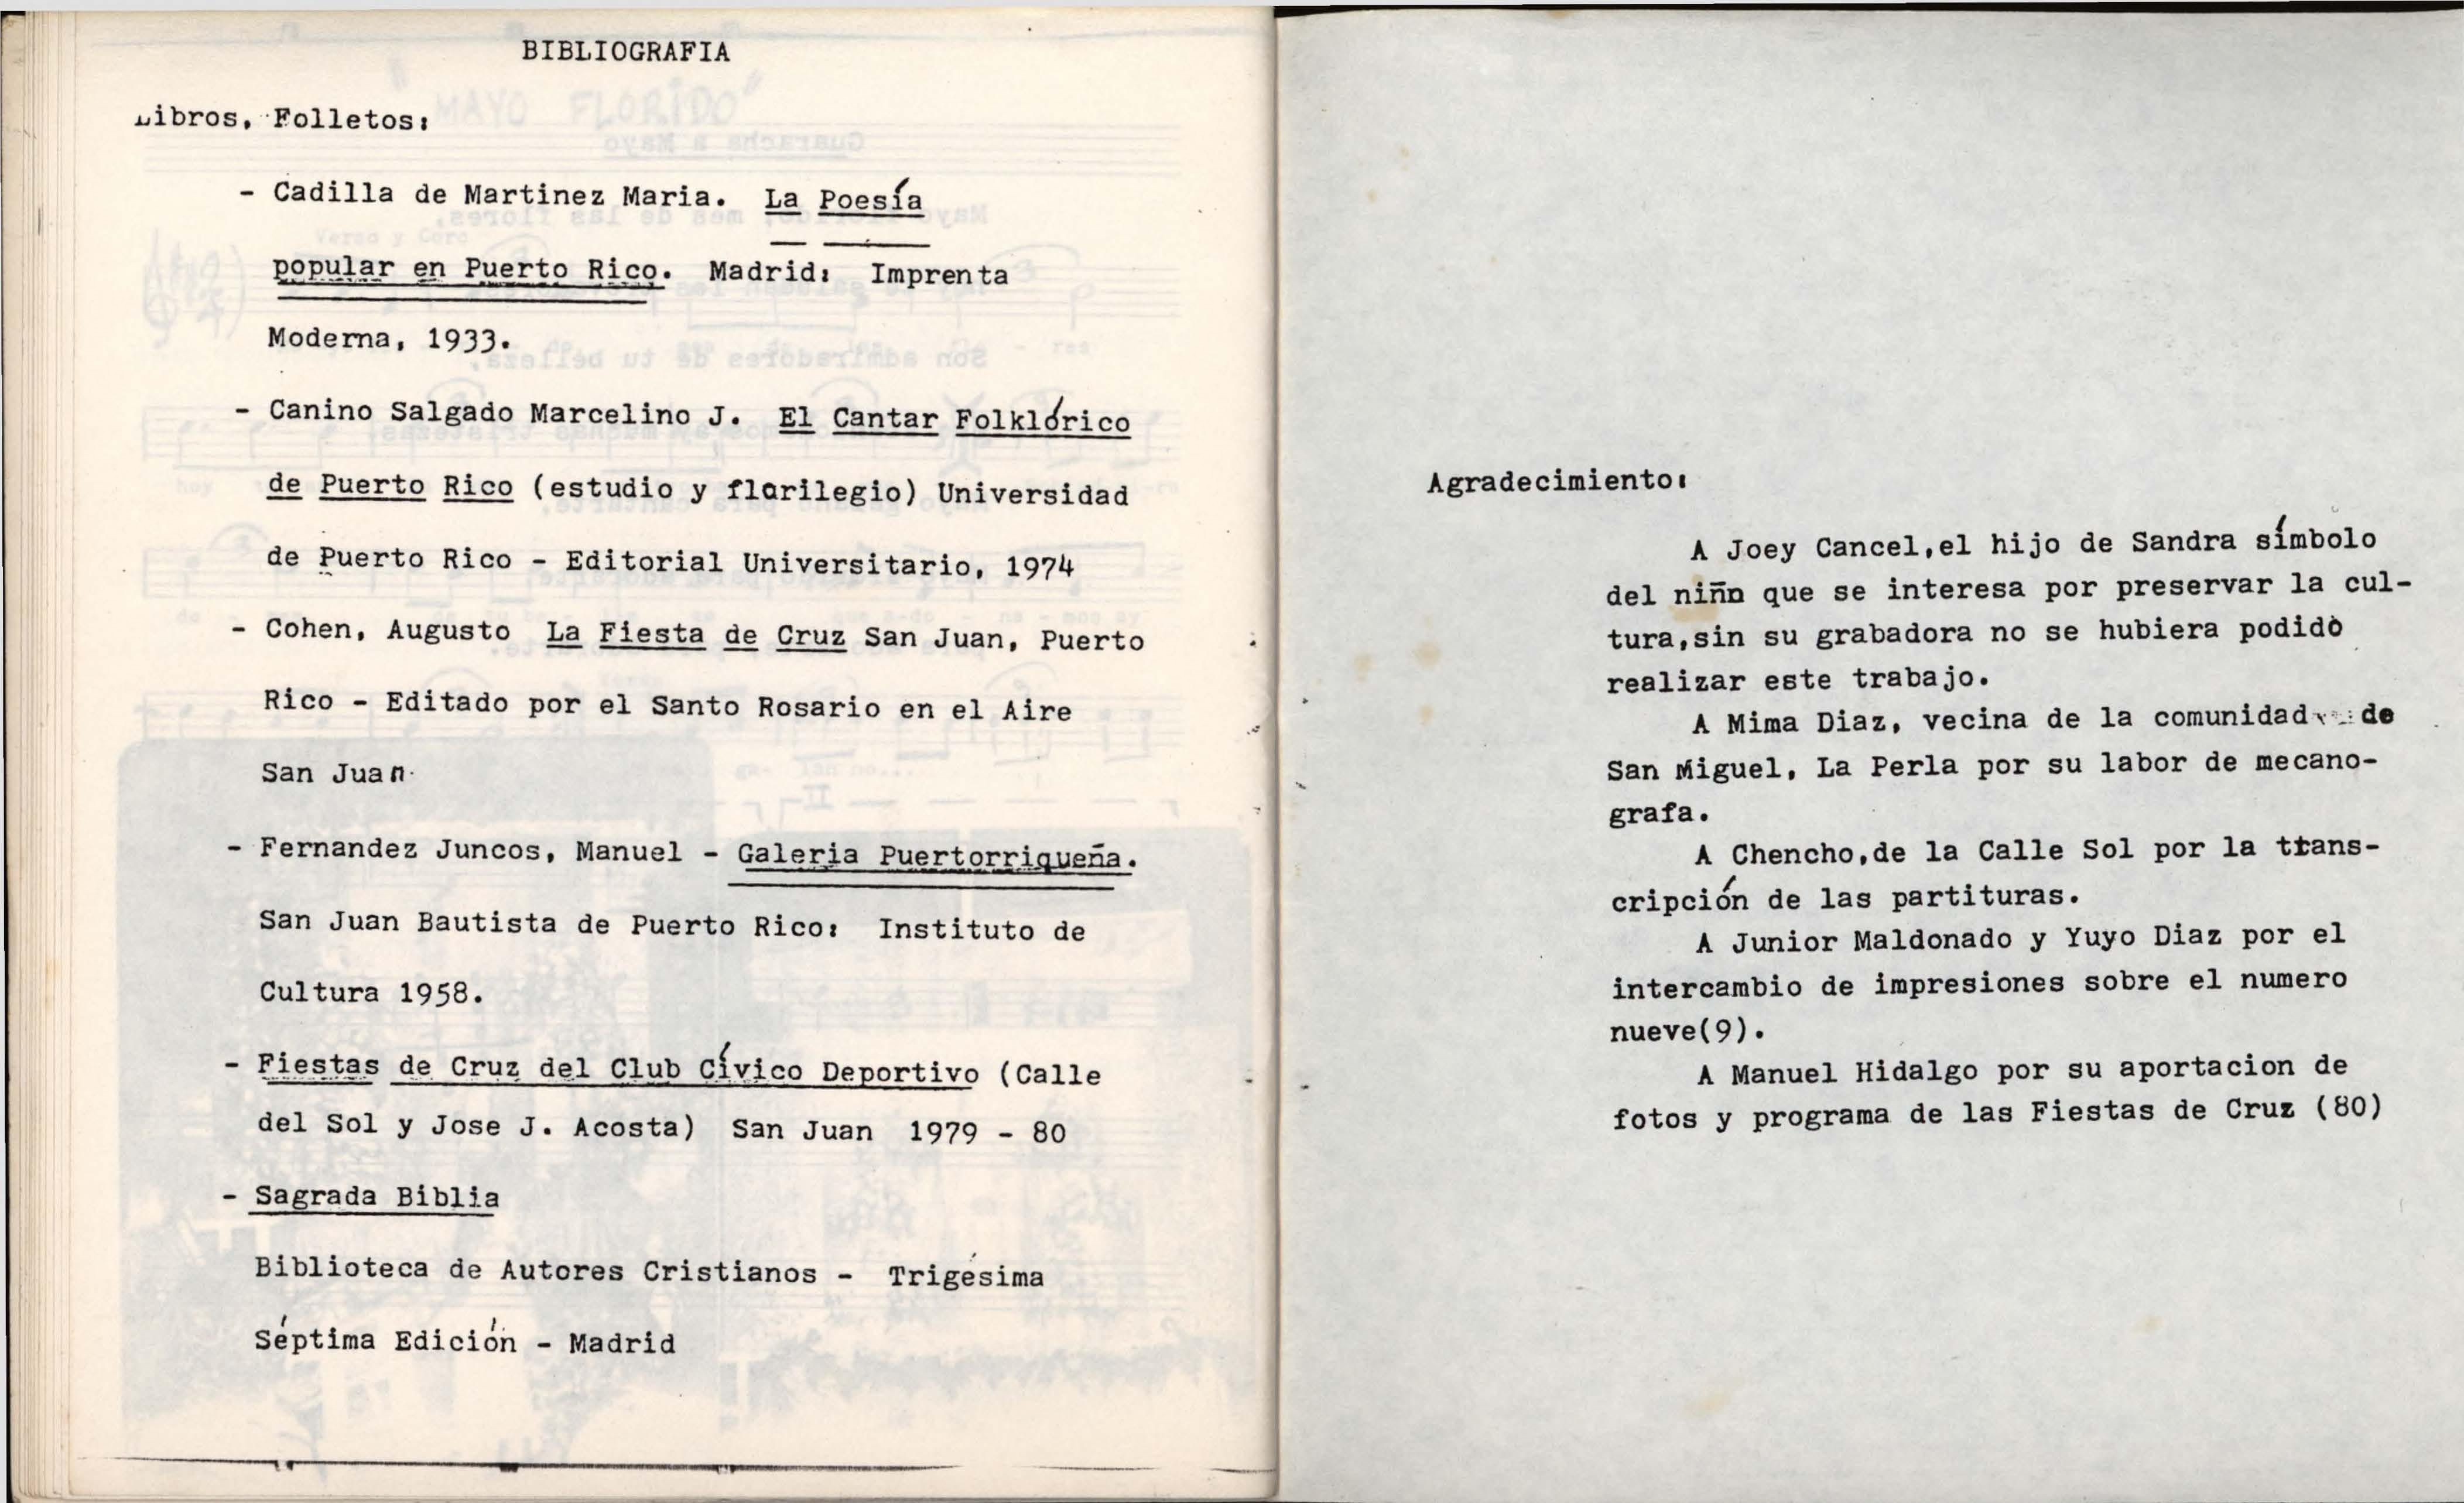 BIBLIOGRAFIA
Libros, Folletos:
- Cadilla de Martinez Maria. La Poesía
popular en Puerto Rico. Madrid: Imprenta
Moderna, 1933.
- Canino Salgado Marcelino J. El Cantar Folklórico
de Puerto Rico (estudio y florilegio) Universidad
de Puerto Rico - Editorial Universitario, 1974
- Cohen, Augusto La Fiesta de Cruz San Juan, Puerto
Rico - Editado por el Santo Rosario en el Aire
San Juan
- Fernandez Juncos, Manuel - Galeria Puertorriqueña.
San Juan Bautista de Puerto Rico: Instituto de
Cultura 1958.
- Fiestas de Cruz del Club Cívico Deportivo (Calle
del Sol y Jose J. Acosta) San Juan 1979 - 80
- Sagrada Biblia
Biblioteca de Autores Cristianos - Trigésima
Séptima Edición - Madrid
Agradecimiento:
A Joey Cancel,el hijo de Sandra símbolo
del niño que se interesa por preservar la cul-
tura,sin su grabadora no se hubiera podido
realizar este trabajo.
A Mima Diaz, vecina de la comunidad de
San Miguel, La Perla por su labor de mecano-
grafa.
A Chencho,de la Calle Sol por la ttans-
cripción de las partituras.
A Junior Maldonado y Yuyo Diaz por el
intercambio de impresiones sobre el numero
nueve(9).
A Manuel Hidalgo por su aportacion de
fotos y programa de las Fiestas de Cruz (80)